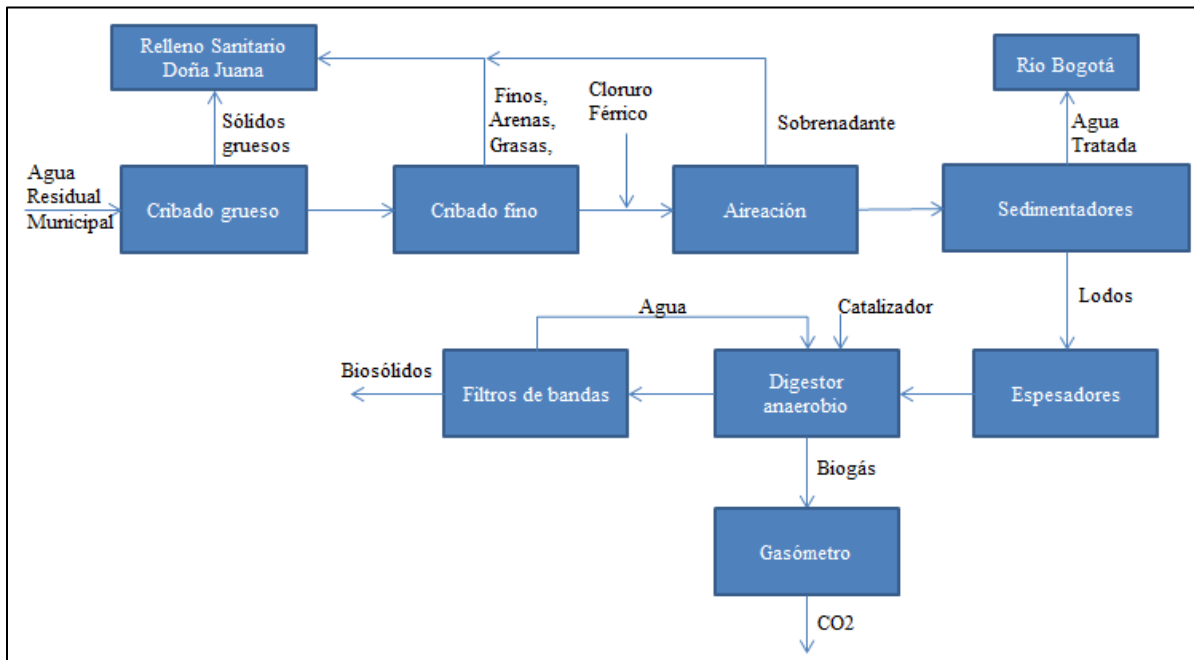 Relleno Sanitario
Doña Juana
Río Bogotá
Sólidos
gruesos
Finos,
Arenas,
Grasas,
Cloruro
Férrico
Sobrenadante
Agua
Tratada
Agua
Residual
Municipal
Cribado grueso
Cribado fino
Aireación
Sedimentadores
Lodos
Agua
Catalizador
Biosólidos
Filtros de bandas
Digestor
anaerobio
Espesadores
Biogás
Gasómetro
CO2